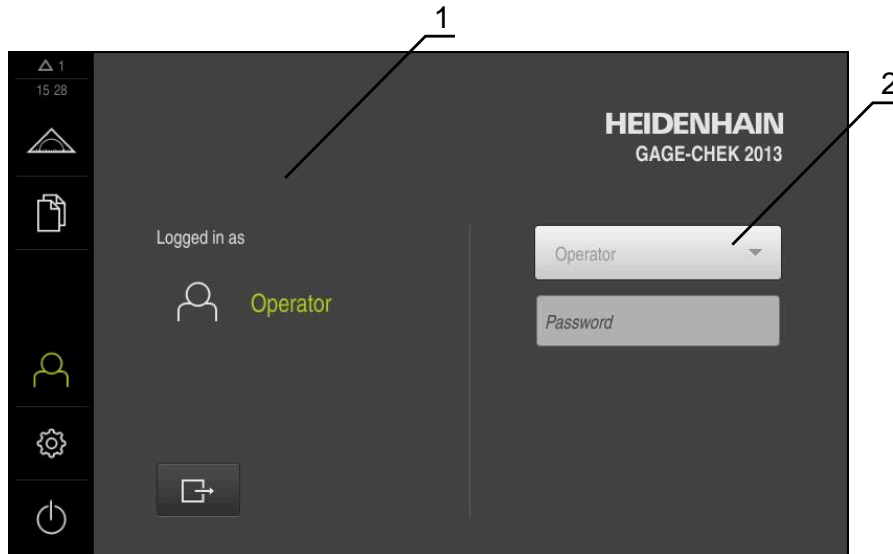 1
2
1
15 28
HEIDENHAIN
GAGE-CHEK 2013
Logged in as
Operator
Operator
Password